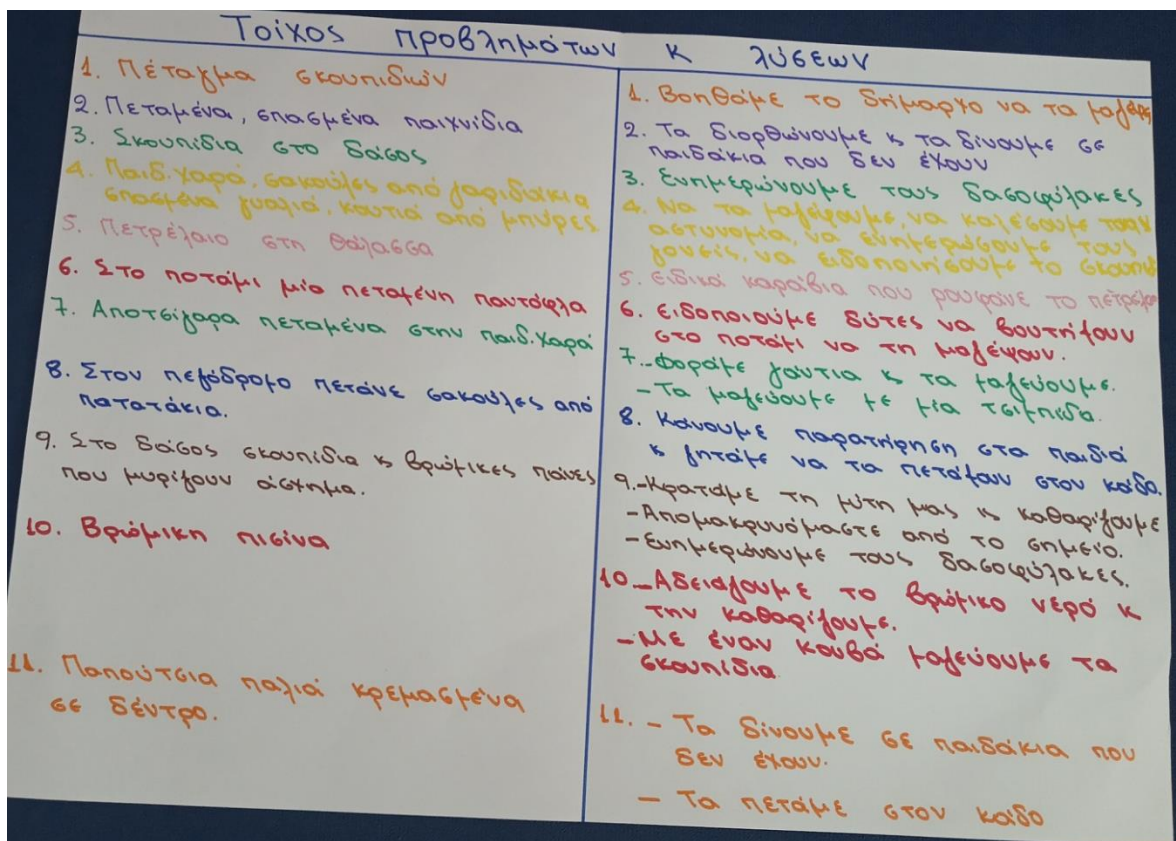 Τοίχος προβλημάτων κ λύσεων
1. Πέταγμα σκουπιδιών
2. Πεταμένα, σπασμένα παιχνίδια
3. Σκουπίδια στο δάσος
4. Παιδ. χαρά, σακούλες από γαριδάκια
σπασμένα γυαλιά, κουτιά από μπύρες
5. Πετρέλαιο στη θάλασσα
6. Στο ποτάμι μία πεταμένη παντόφλα
7. Αποτσίγαρα πεταμένα στην παιδ. χαρά
8. Στον πεζόδρομο πετάνε σακούλες από
πατατάκια.
9. Στο δάσος σκουπίδια κ βρώμικες πάνες
που μυρίζουν άσχημα.
10. Βρώμικη πισίνα
11. Παπούτσια παλιά κρεμασμένα
σε δέντρο.
1. Βοηθάμε το δήμαρχο να τα
2. Τα διορθώνουμε κ τα δίνουμε σε
παιδάκια που δεν έχουν
3. Ενημερώνουμε τους δασοφύλακες
4. Να τα μαζέψουμε, να καλέσουμε
αστυνομία, να ενημερώσουμε τους
γονείς, να ειδοποιήσουμε το
5. Ειδικά καράβια που ρουφάνε το πετρέλαιο
6. Ειδοποιούμε δύτες να βουτήξουν
στο ποτάμι να τη μαζέψουν.
7. - Φοράμε γάντια κ τα μαζεύουμε.
- Τα μαζεύουμε με μία τσιμπίδα.
8. Κάνουμε παρατήρηση στα παιδιά
κ ζητάμε να τα πετάξουν στον κάδο.
9. - Κρατάμε τη μύτη μας κ καθαρίζουμε
- Απομακρυνόμαστε από το σημείο.
- Ενημερώνουμε τους δασοφύλακες.
10. - Αδειάζουμε το βρώμικο νερό κ
την καθαρίζουμε.
- Με έναν κουβά μαζεύουμε τα
σκουπίδια
11. - Τα δίνουμε σε παιδάκια που
δεν έχουν.
- Τα πετάμε στον κάδο